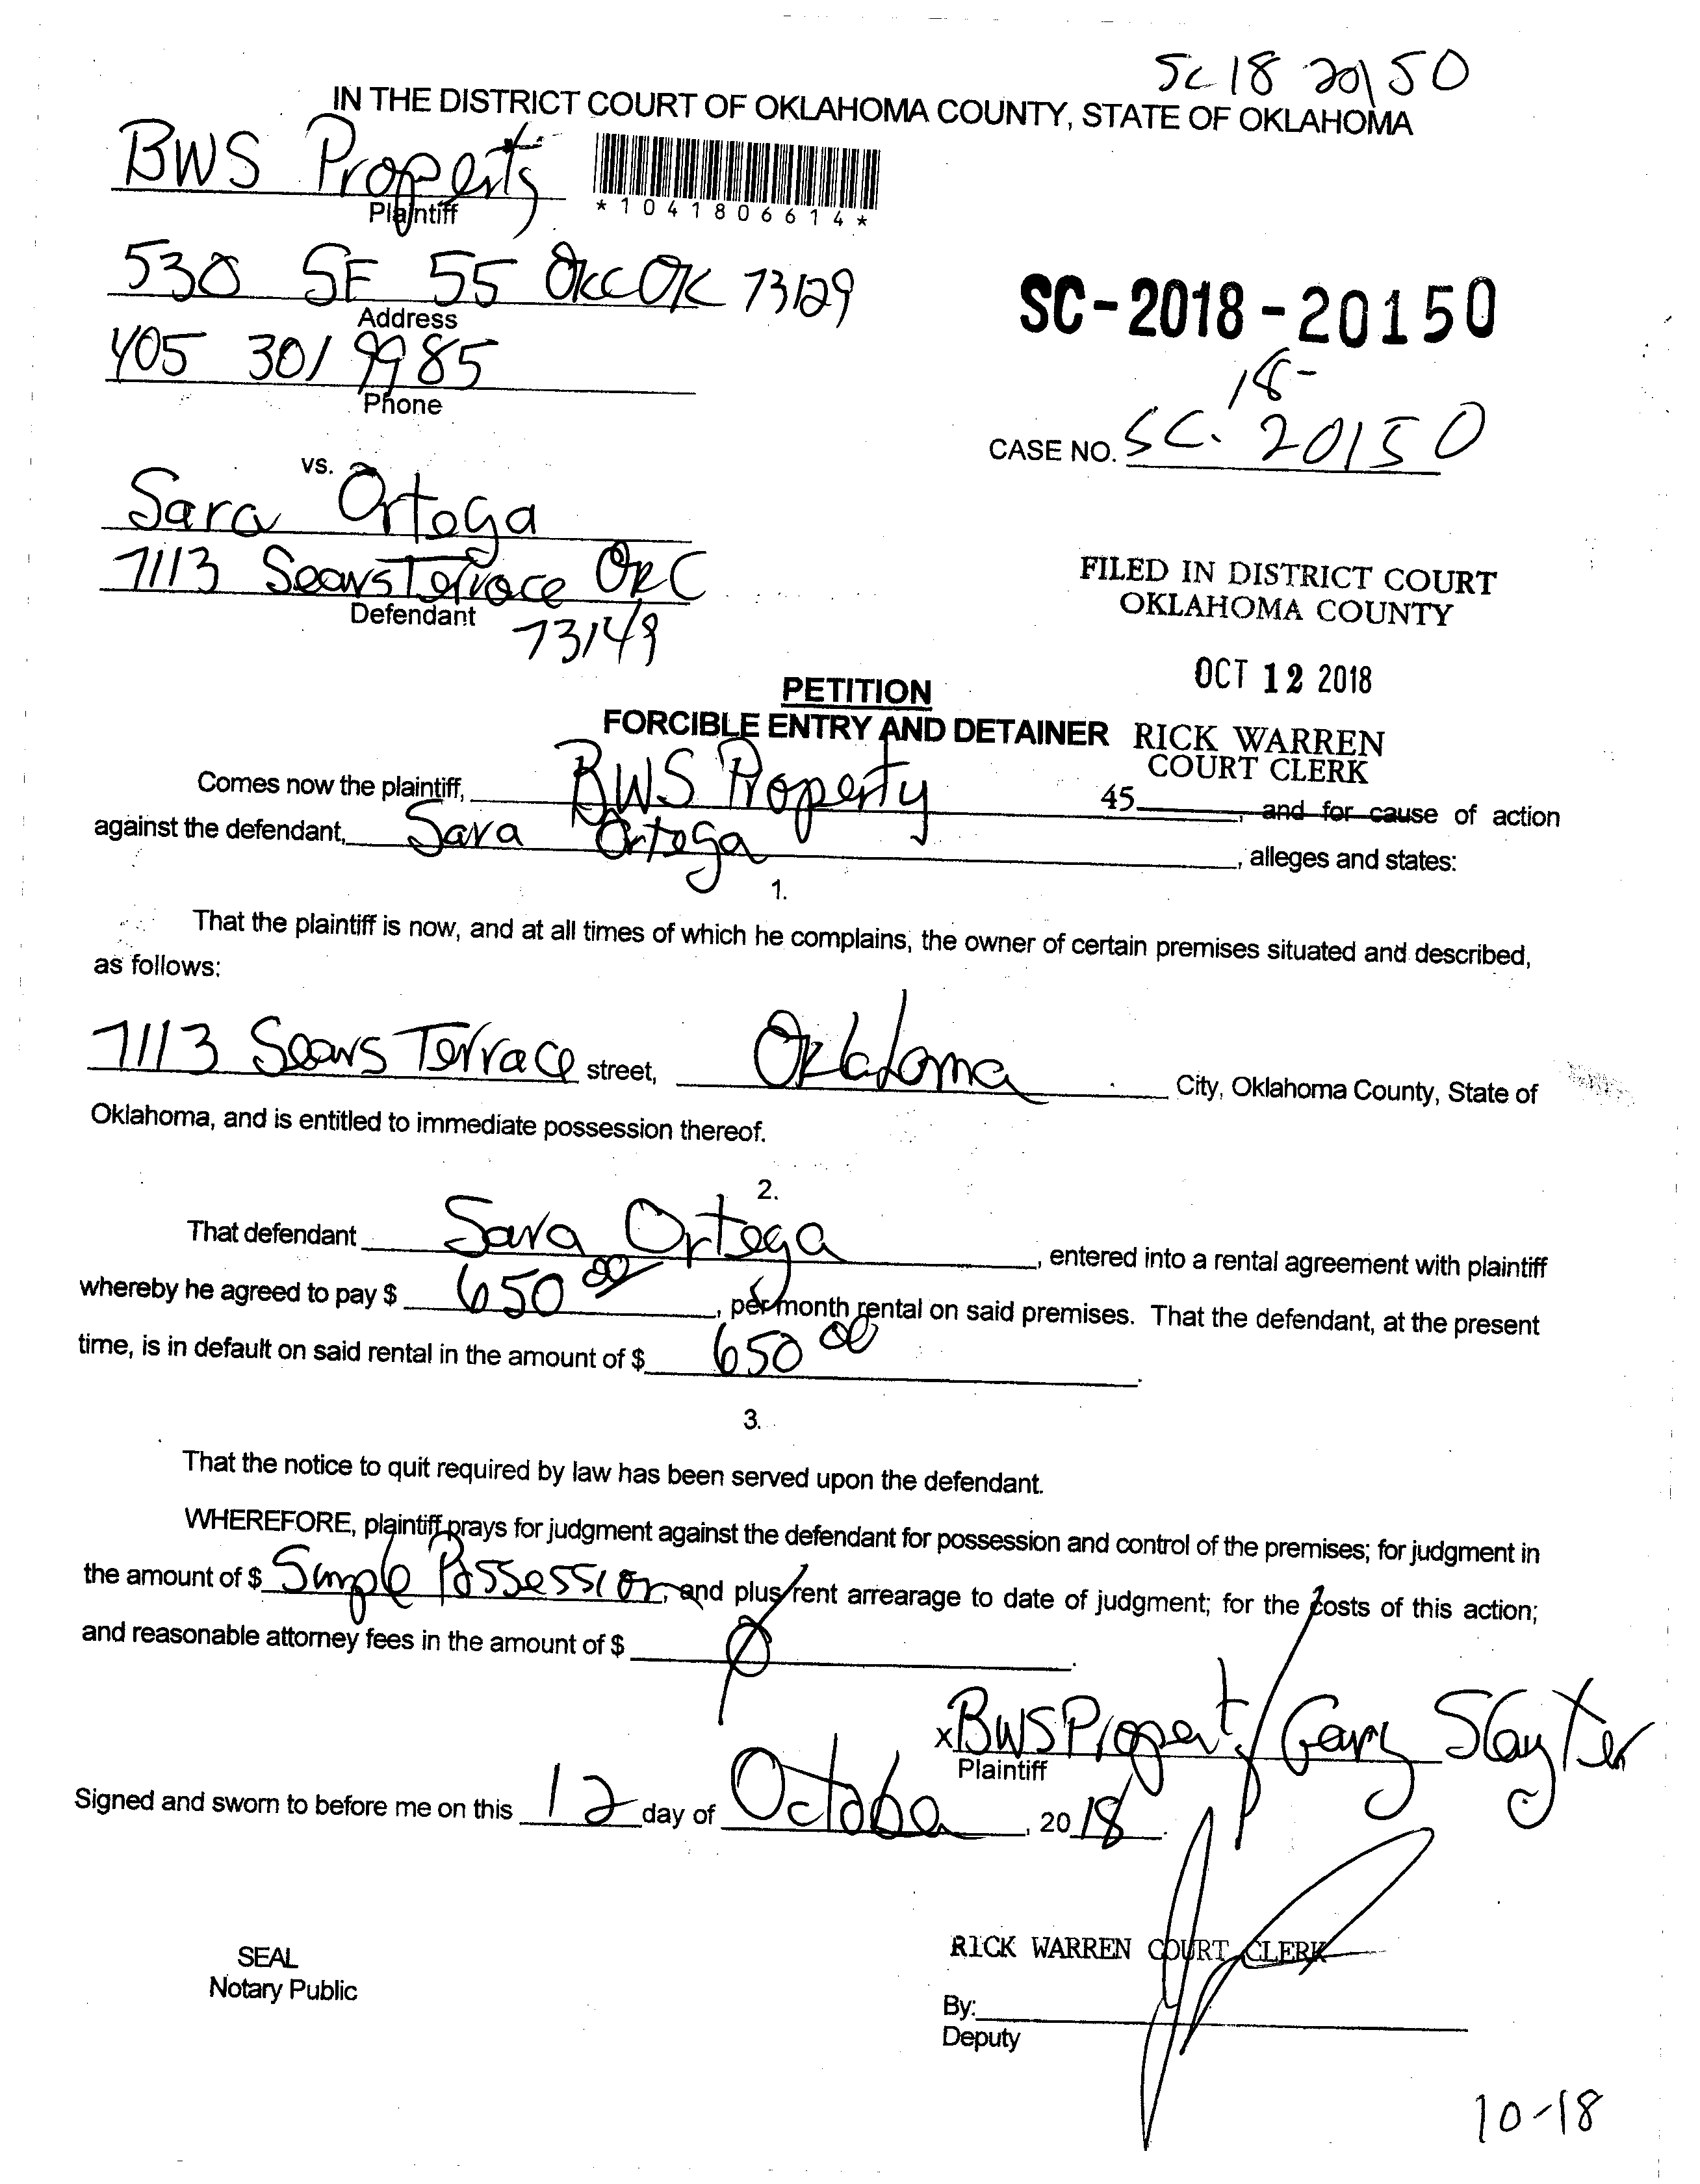 SC 18 20150
IN THE DISTRICT COURT OF OKLAHOMA COUNTY, STATE OF OKLAHOMA
BWS Property
Plaintiff
*1041806614*
530 SE 55 OKC OK 73129
Address
SC-2018-20150
405 301 9985
Phone
18-
CASE NO. SC. 20150
vs.
Sara Ortega
7113 Sears Terrace OKC
Defendant
73149
FILED IN DISTRICT COURT
OKLAHOMA COUNTY
OCT 12 2018
PETITION
FORCIBLE ENTRY AND DETAINER
RICK WARREN
COURT CLERK
Comes now the plaintiff, BWS Property 45 , and for cause of action
against the defendant, Sara Ortega , alleges and states:
1.
That the plaintiff is now, and at all times of which he complains, the owner of certain premises situated and described,
as follows:
7113 Sears Terrace street, Oklahoma City, Oklahoma County, State of
Oklahoma, and is entitled to immediate possession thereof.
2.
That defendant Sara Ortega , entered into a rental agreement with plaintiff
whereby he agreed to pay $ 650 00 , per month rental on said premises. That the defendant, at the present
time, is in default on said rental in the amount of $ 650 00 .
3.
That the notice to quit required by law has been served upon the defendant.
WHEREFORE, plaintiff prays for judgment against the defendant for possession and control of the premises; for judgment in
the amount of $ Simple Possession, and plus rent arrearage to date of judgment; for the costs of this action;
and reasonable attorney fees in the amount of $ 0 .
x BWS Property / Gary Slayter
Plaintiff
Signed and sworn to before me on this 12 day of October , 2018.
RICK WARREN COURT CLERK
SEAL
Notary Public
By:
Deputy
10-18